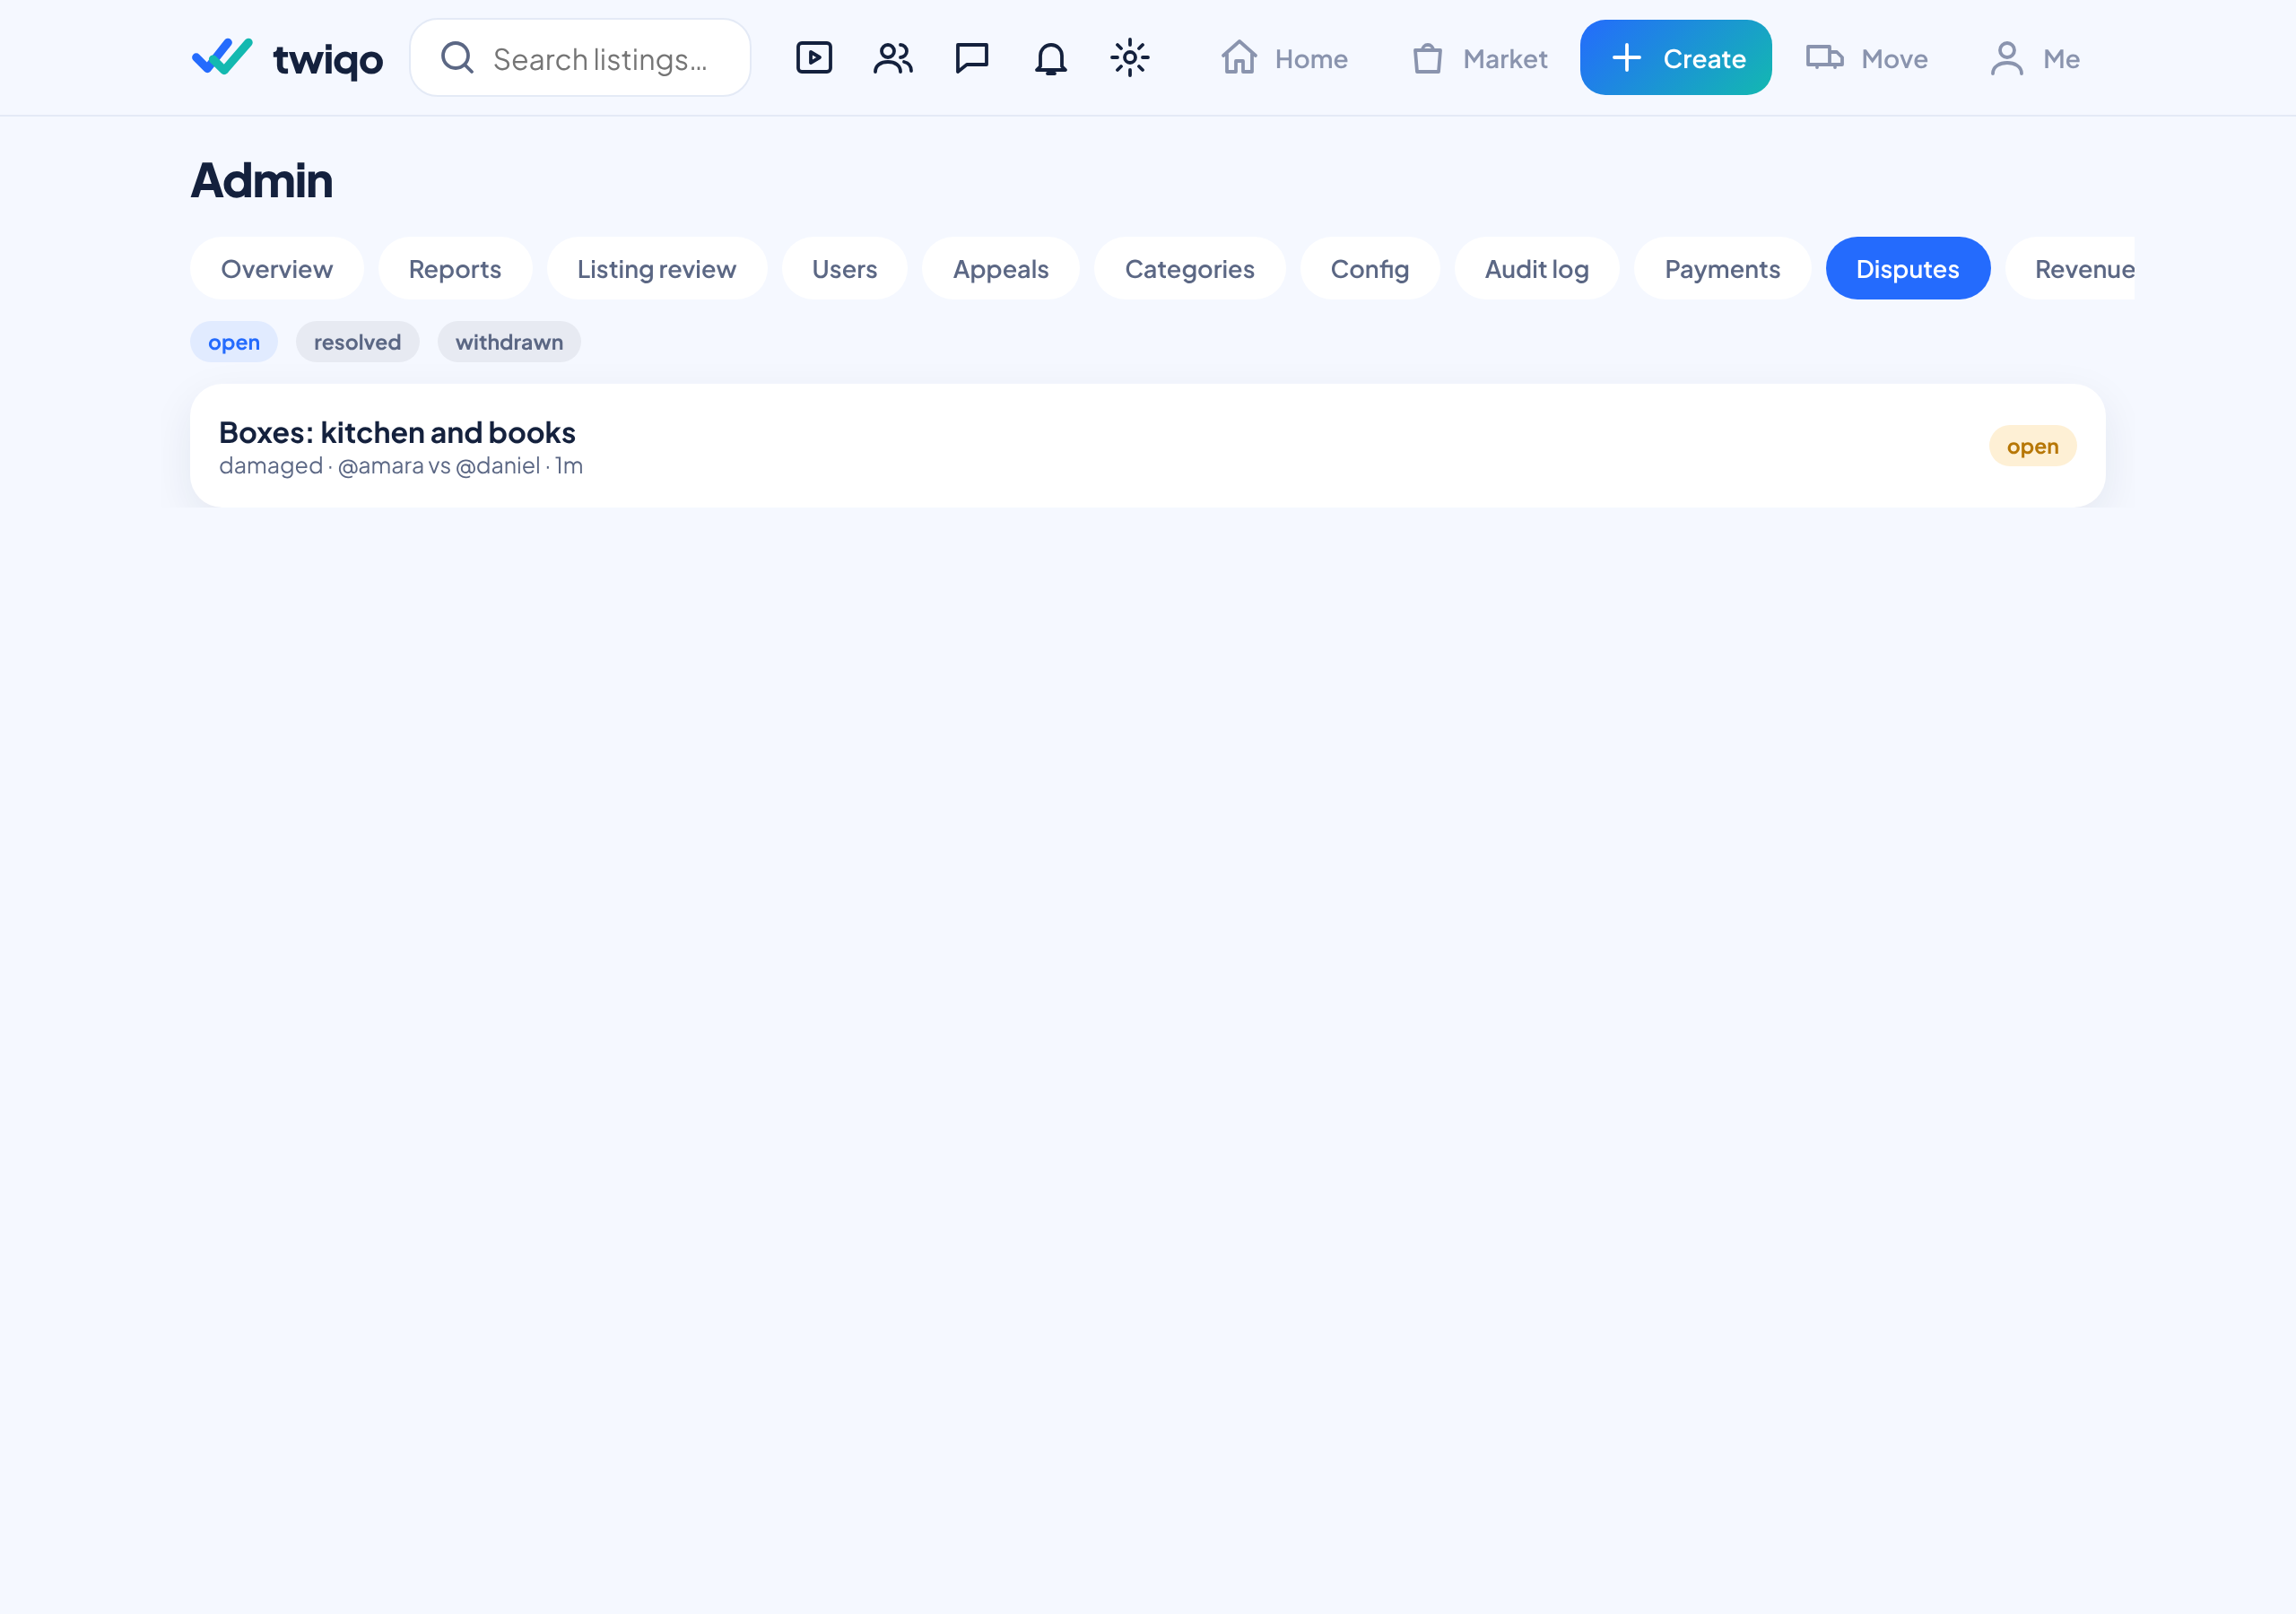 twiqo Search listings... Home Market Create Move Me
Admin
Overview Reports Listing review Users Appeals Categories Config Audit log Payments Disputes Revenue
open resolved withdrawn
Boxes: kitchen and books
damaged · @amara vs @daniel · 1m
open